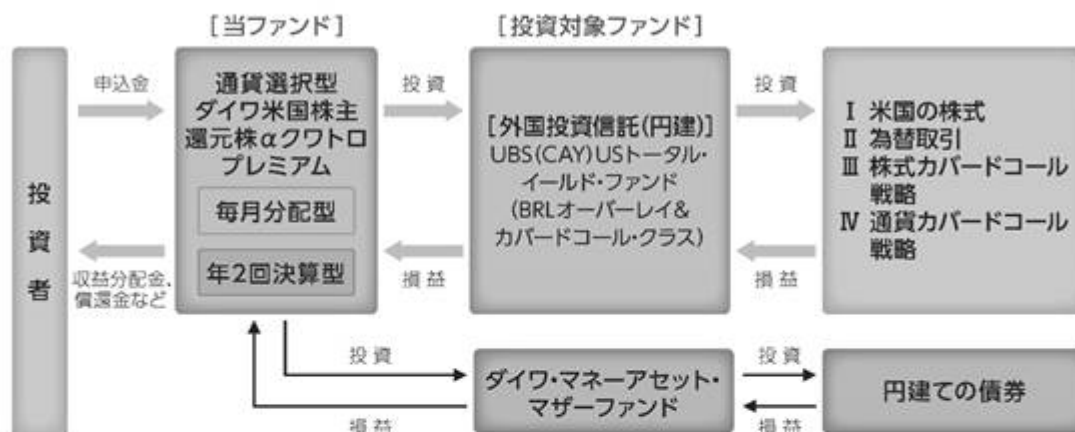 [当ファンド]
[投資対象ファンド]
投資者
申込金
収益分配金、
償還金など
通貨選択型
ダイワ米国株主
還元株αクワトロ
プレミアム
毎月分配型
年2回決算型
投資
損益
[外国投資信託(円建)]
UBS(CAY)USトータル・
イールド・ファンド
(BRLオーバーレイ&
カバードコール・クラス)
投資
損益
Ⅰ 米国の株式
Ⅱ 為替取引
Ⅲ 株式カバードコール
戦略
Ⅳ 通貨カバードコール
戦略
投資
損益
ダイワ・マネーアセット・
マザーファンド
投資
損益
円建ての債券